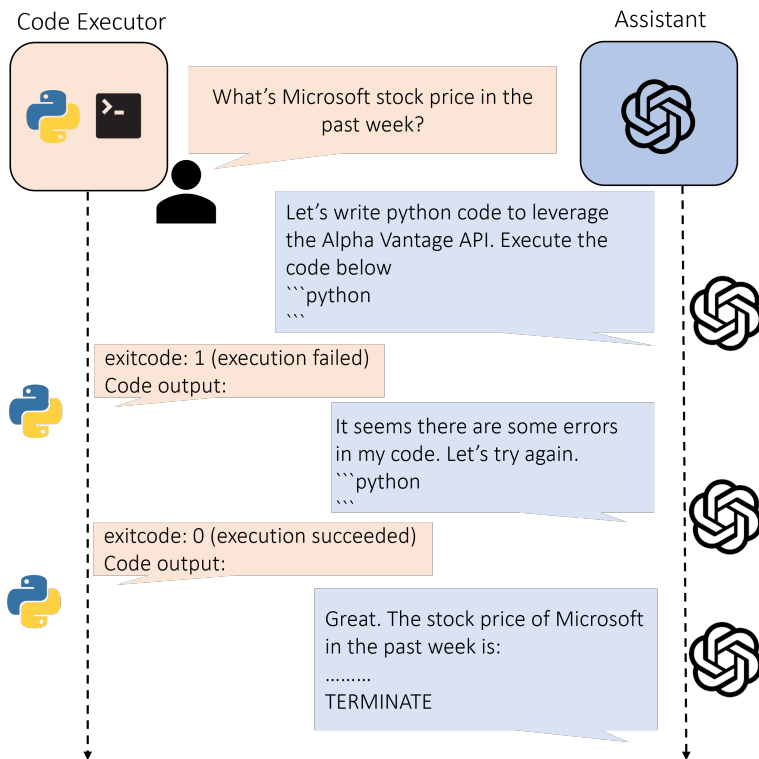 Code Executor
Assistant
>_
What’s Microsoft stock price in the
past week?
Let’s write python code to leverage
the Alpha Vantage API. Execute the
code below
```python
```
exitcode: 1 (execution failed)
Code output:
It seems there are some errors
in my code. Let’s try again.
```python
```
exitcode: 0 (execution succeeded)
Code output:
Great. The stock price of Microsoft
in the past week is:
………
TERMINATE